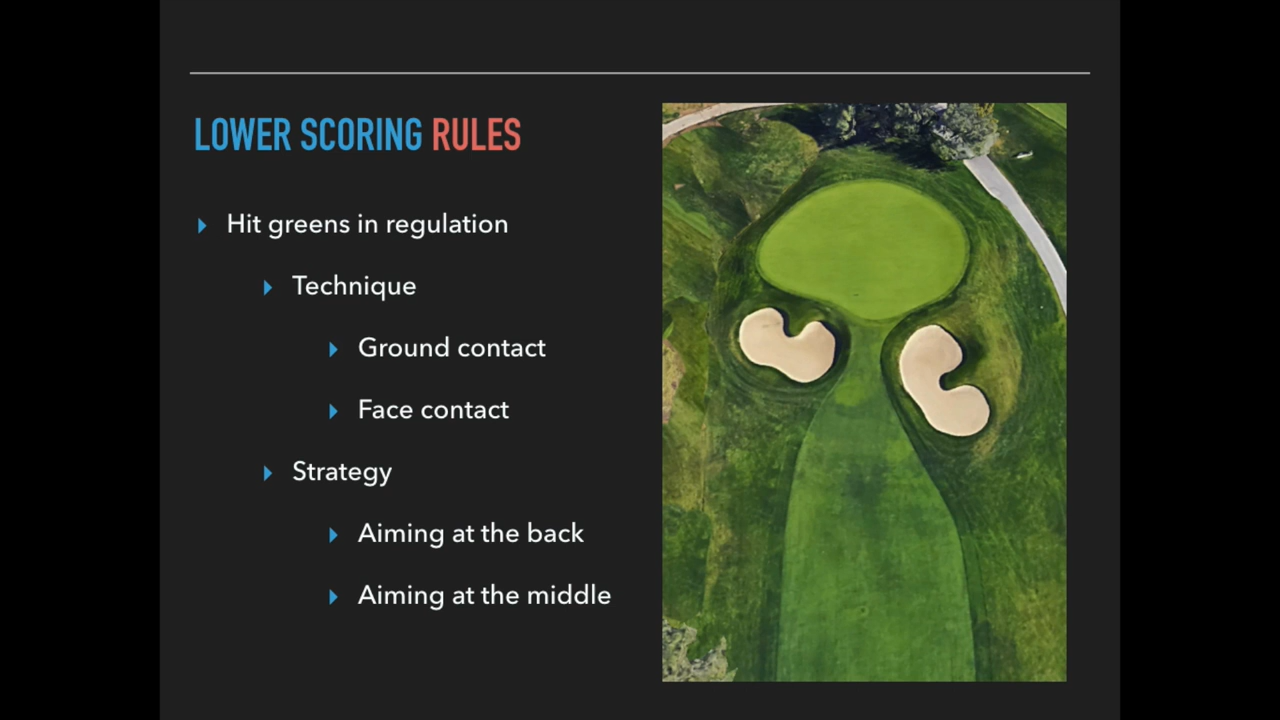 LOWER SCORING RULES
Hit greens in regulation
Technique
Ground contact
Face contact
Strategy
Aiming at the back
Aiming at the middle